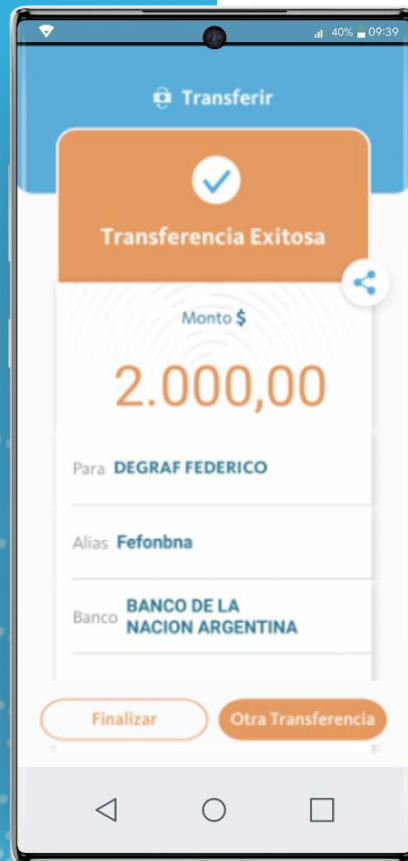 40% 09:39
Transferir
Transferencia Exitosa
Monto $
2.000,00
Para DEGRAF FEDERICO
Alias Fefonbna
Banco BANCO DE LA
NACION ARGENTINA
Finalizar Otra Transferencia